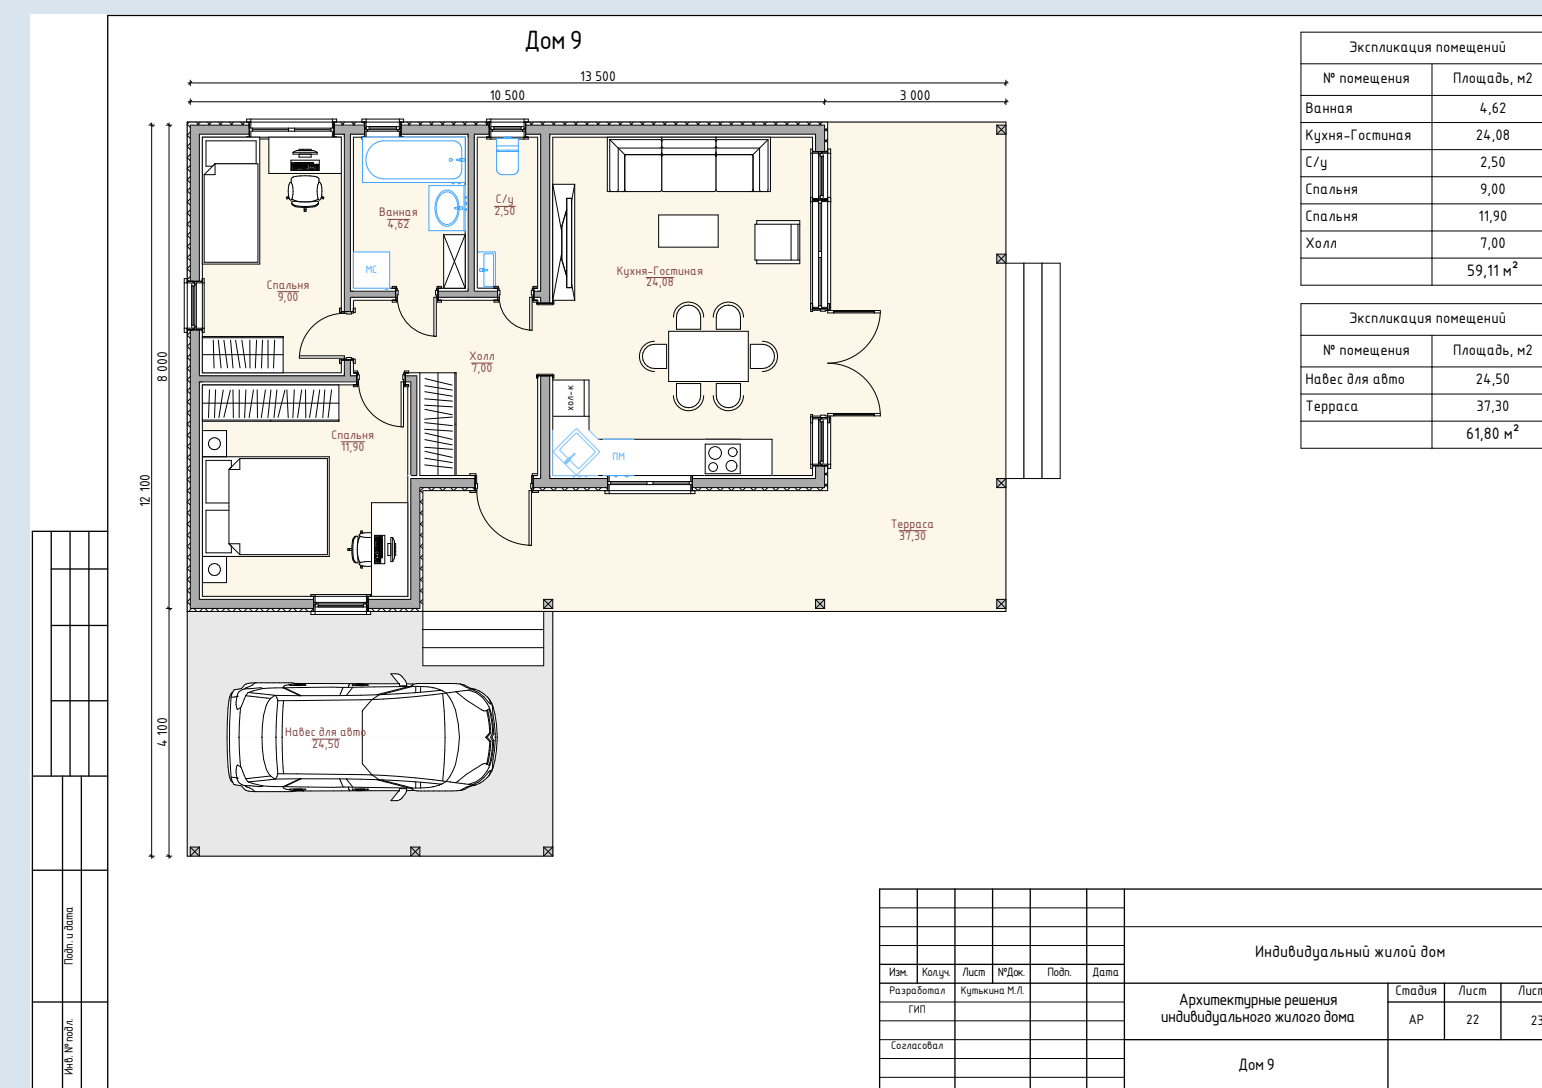 Дом 9
13 500
10 500
3 000
12 100
8 000
4 100
Спальня
9,00
Ванная
4,62
МС
С/у
2,50
Кухня-Гостиная
24,08
Холл
7,00
хол-к
ПМ
Спальня
11,90
Терраса
37,30
Навес для авто
24,50
Экспликация помещений
№ помещения Площадь, м2
Ванная 4,62
Кухня-Гостиная 24,08
С/у 2,50
Спальня 9,00
Спальня 11,90
Холл 7,00
59,11 м²
Экспликация помещений
№ помещения Площадь, м2
Навес для авто 24,50
Терраса 37,30
61,80 м²
Подп. и дата
Инв. № подл.
Индивидуальный жилой дом
Изм. Кол.уч. Лист №Док. Подп. Дата
Разработал Кутькина М.Л.
ГИП
Согласовал
Архитектурные решения
индивидуального жилого дома
Стадия Лист Лист
АР 22 23
Дом 9